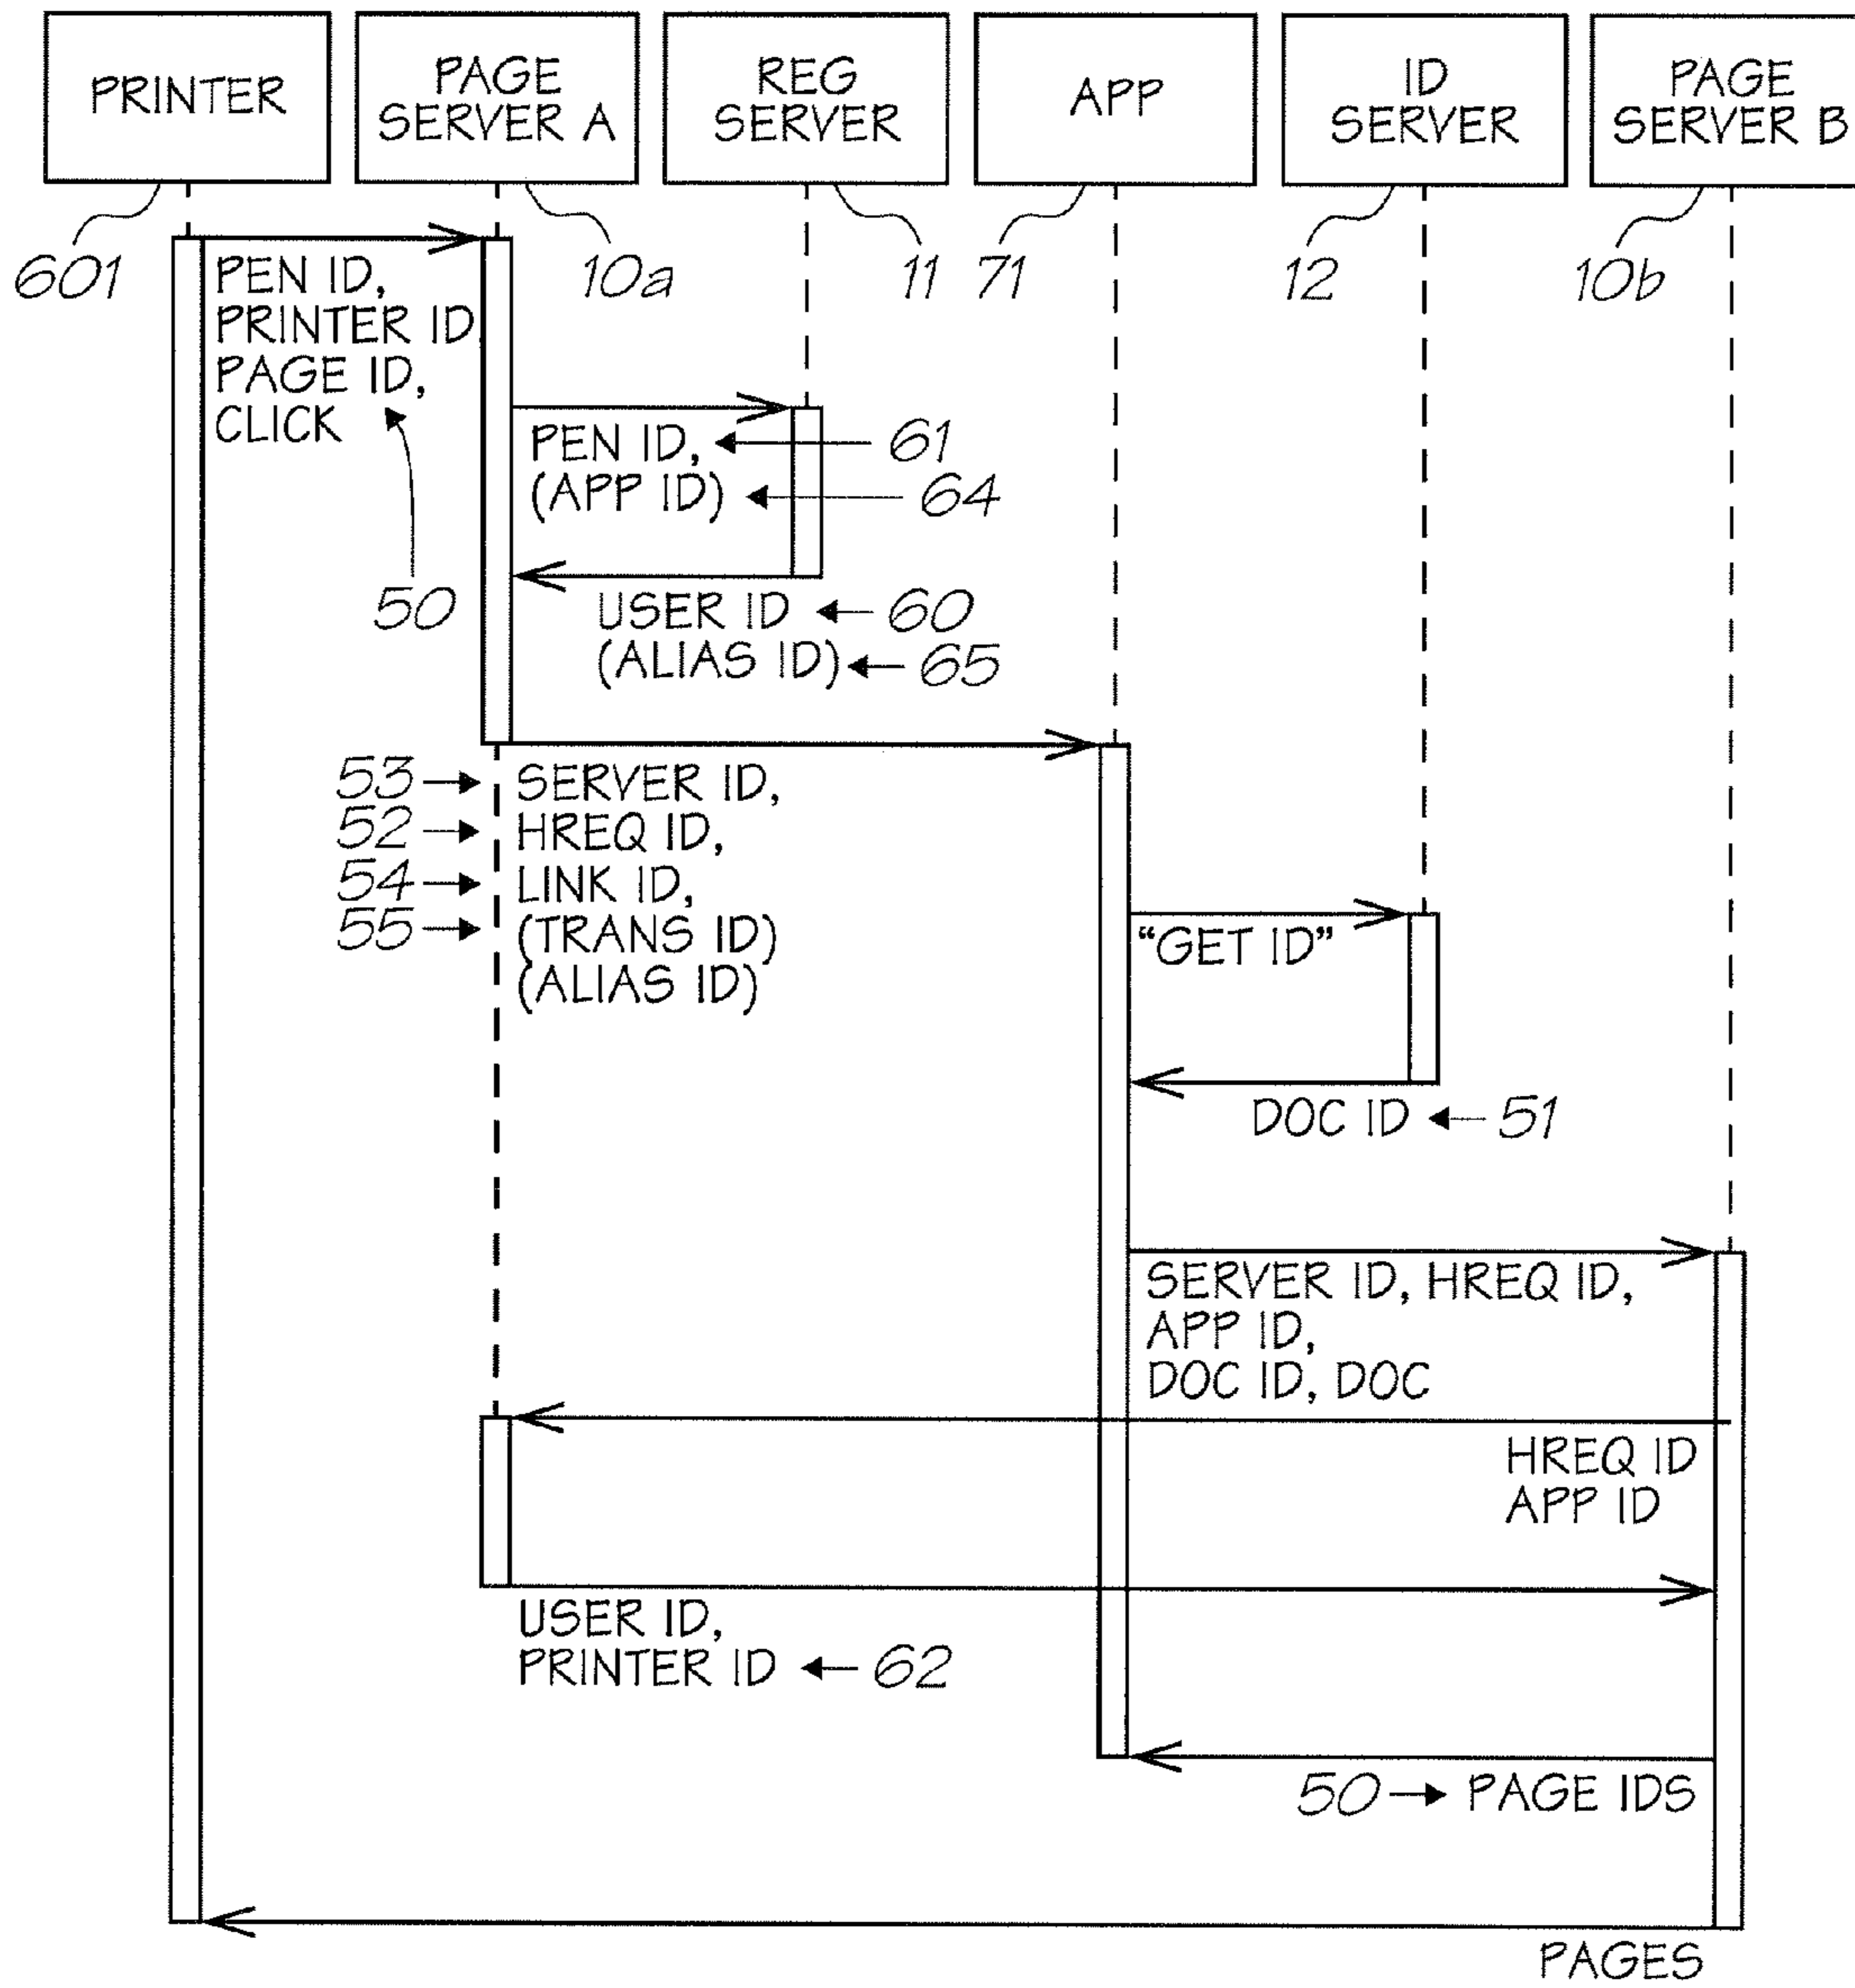 PRINTER
PAGE
SERVER A
REG
SERVER
APP
ID
SERVER
PAGE
SERVER B
601
10a
11
71
12
10b
PEN ID,
PRINTER ID
PAGE ID,
CLICK
50
PEN ID,
61
(APP ID)
64
USER ID
60
(ALIAS ID)
65
53
SERVER ID,
52
HREQ ID,
54
LINK ID,
55
(TRANS ID)
(ALIAS ID)
“GET ID”
DOC ID
51
SERVER ID, HREQ ID,
APP ID,
DOC ID, DOC
HREQ ID
APP ID
USER ID,
PRINTER ID
62
50
PAGE IDS
PAGES